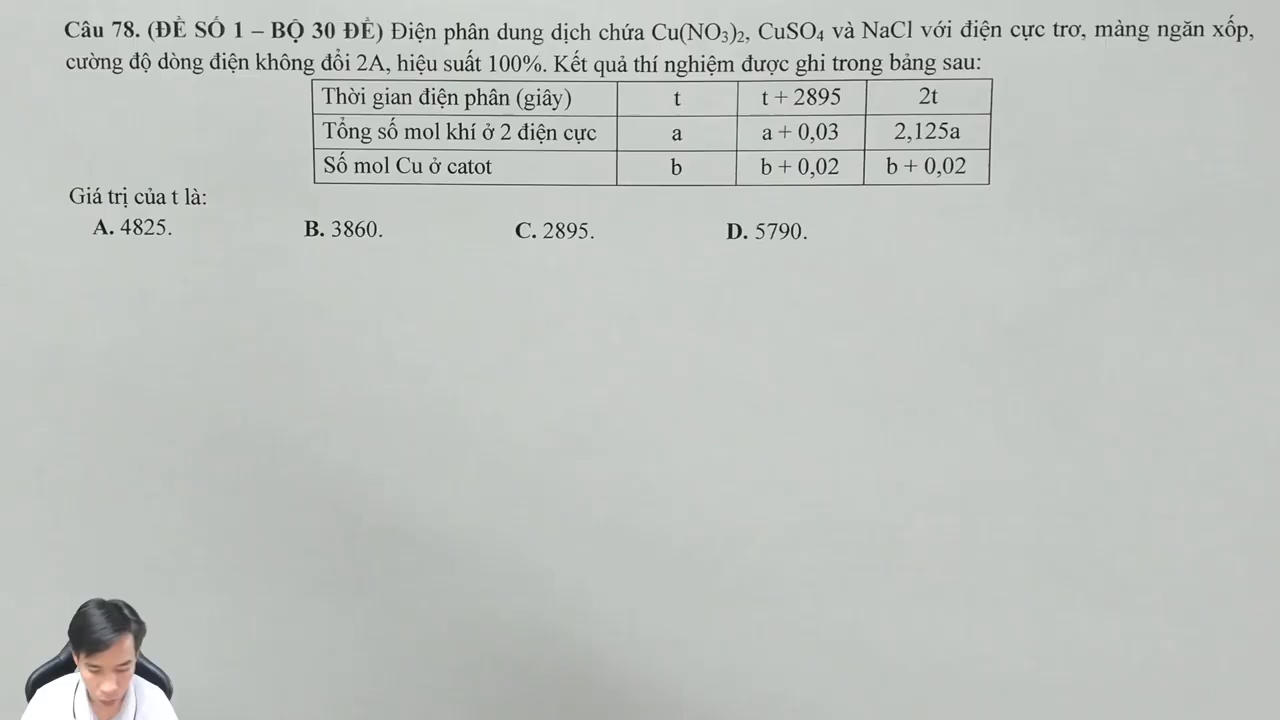 Câu 78. (ĐỀ SỐ 1 – BỘ 30 ĐỀ) Điện phân dung dịch chứa Cu(NO₃)₂, CuSO₄ và NaCl với điện cực trơ, màng ngăn xốp,
cường độ dòng điện không đổi 2A, hiệu suất 100%. Kết quả thí nghiệm được ghi trong bảng sau:
Thời gian điện phân (giây) t t + 2895 2t
Tổng số mol khí ở 2 điện cực a a + 0,03 2,125a
Số mol Cu ở catot b b + 0,02 b + 0,02
Giá trị của t là:
A. 4825. B. 3860. C. 2895. D. 5790.